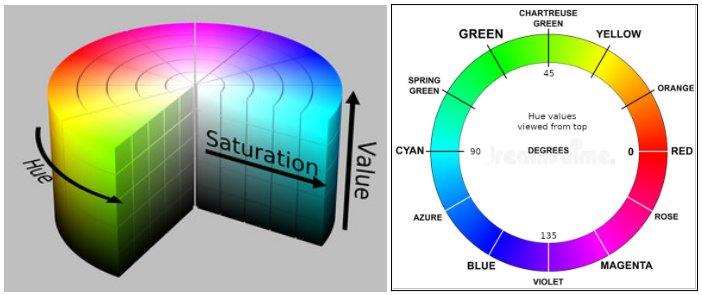 Hue
Saturation
Value
CHARTREUSE
GREEN
GREEN
YELLOW
45
SPRING
GREEN
ORANGE
Hue values
viewed from top
CYAN
90
DEGREES
0
RED
dreamstime.
AZURE
ROSE
135
BLUE
MAGENTA
VIOLET